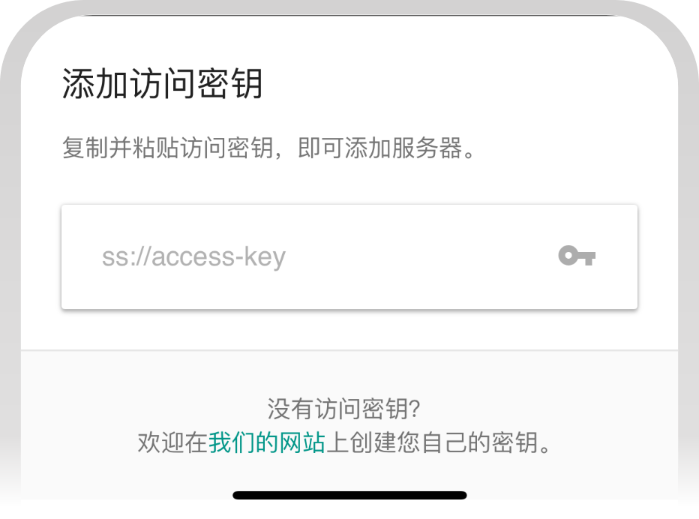 添加访问密钥
复制并粘贴访问密钥，即可添加服务器。
ss://access-key
没有访问密钥?
欢迎在我们的网站上创建您自己的密钥。